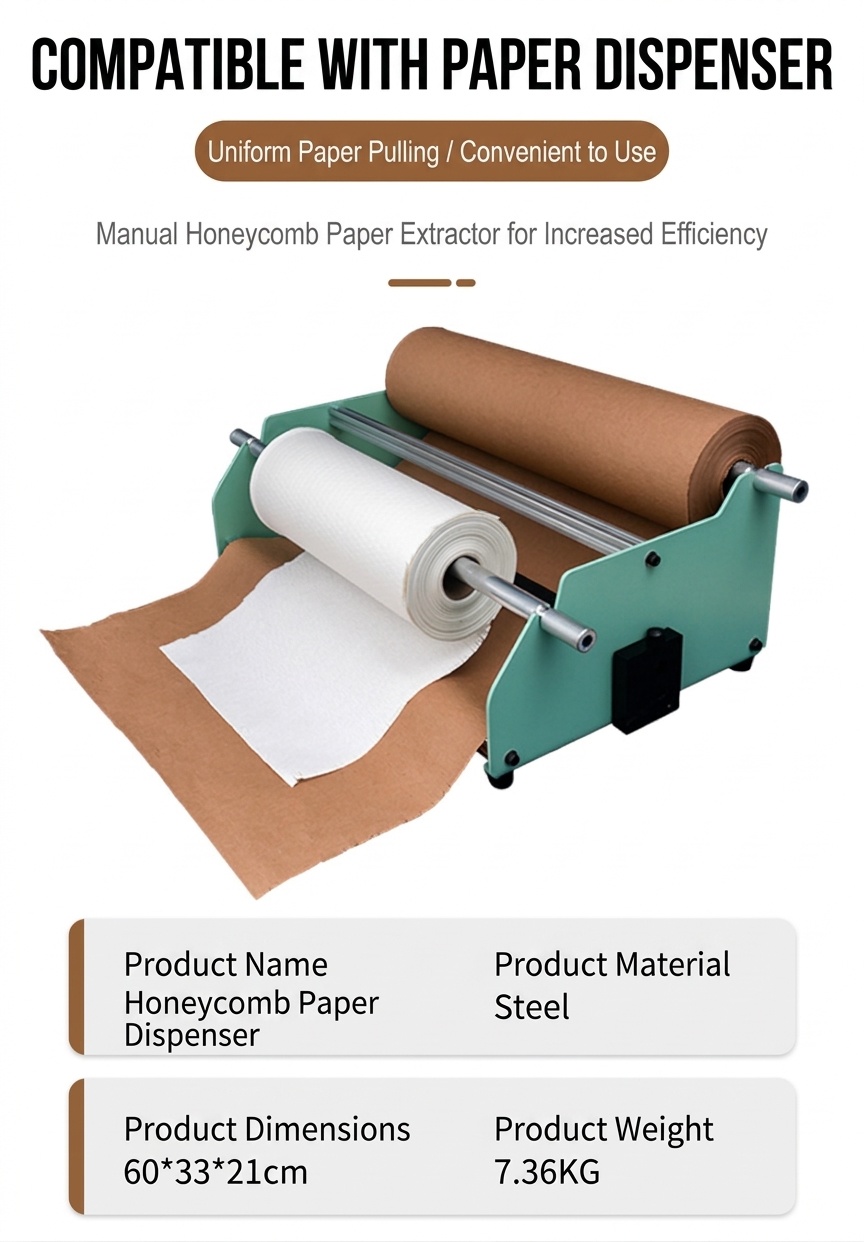 COMPATIBLE WITH PAPER DISPENSER
Uniform Paper Pulling / Convenient to Use
Manual Honeycomb Paper Extractor for Increased Efficiency
Product Name
Honeycomb Paper
Dispenser
Product Material
Steel
Product Dimensions
60*33*21cm
Product Weight
7.36KG